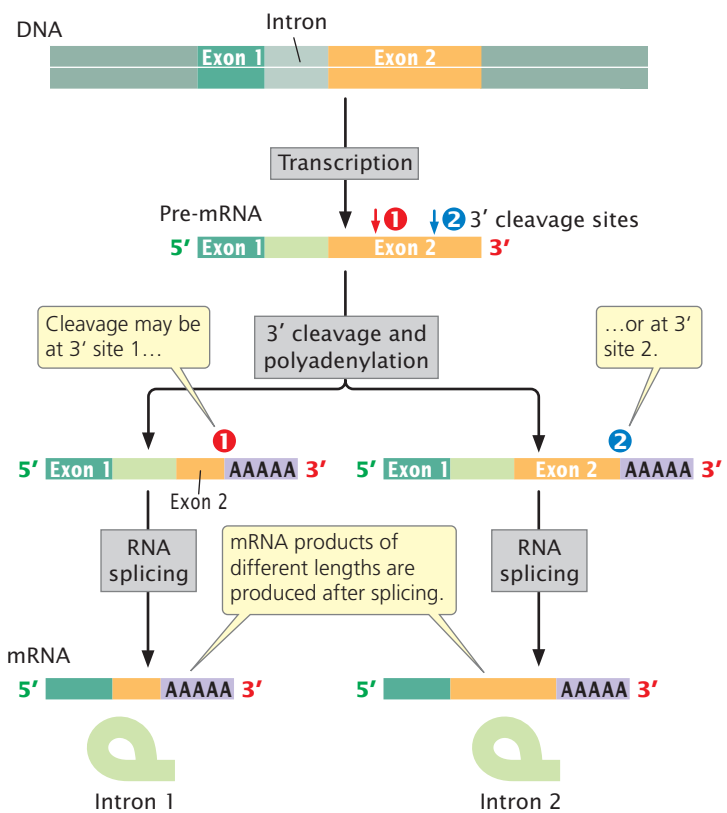 DNA
Intron
Exon 1
Exon 2
Transcription
Pre-mRNA
1
2
3′ cleavage sites
5′
Exon 1
Exon 2
3′
Cleavage may be
at 3′ site 1…
3′ cleavage and
polyadenylation
…or at 3′
site 2.
1
2
5′
Exon 1
AAAAA
3′
Exon 2
5′
Exon 1
Exon 2
AAAAA
3′
RNA
splicing
mRNA products of
different lengths are
produced after splicing.
RNA
splicing
mRNA
5′
AAAAA
3′
5′
AAAAA
3′
Intron 1
Intron 2